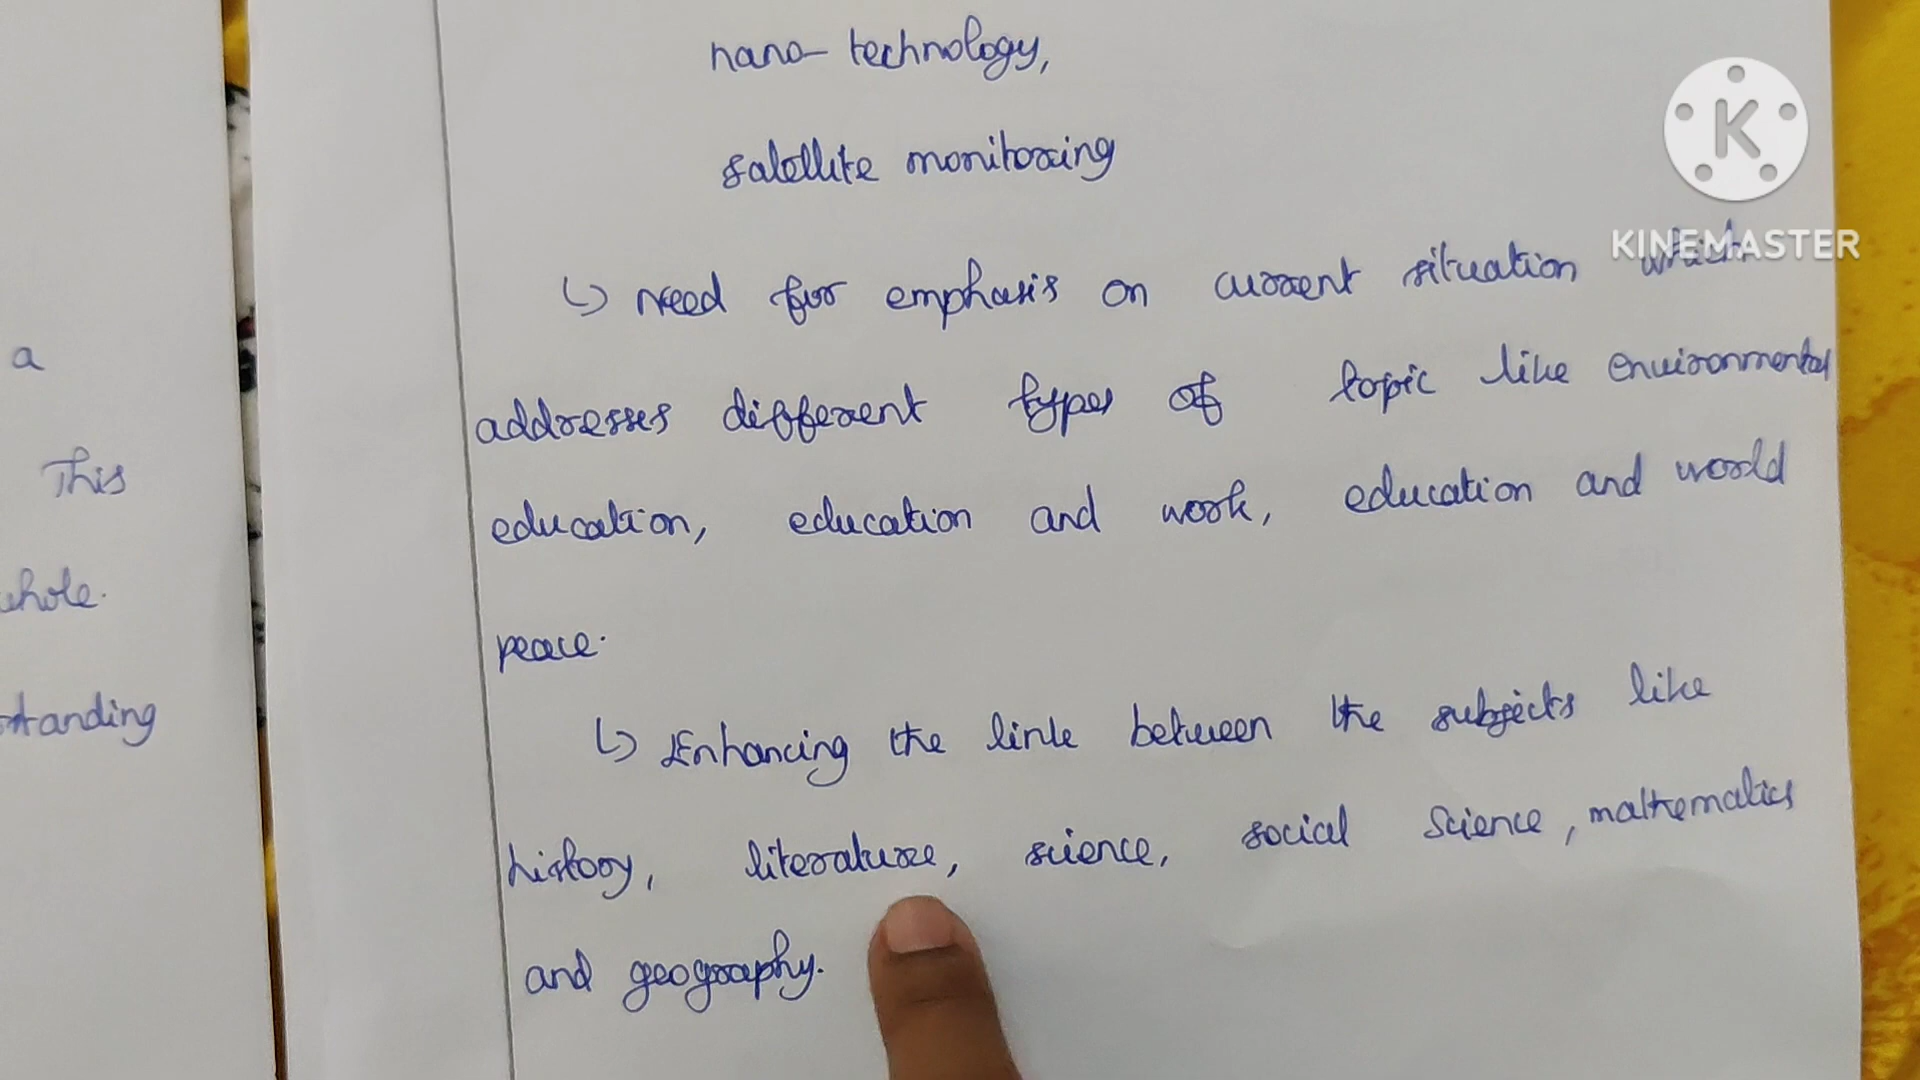 nano-technology,
satellite monitoring
↳ Need for emphasis on current situation which
addresses different types of topic like environmental
education, education and work, education and world
peace.
↳ Enhancing the link between the subjects like
history, literature, science, social science, mathematics
and geography.
a
This
whole.
standing
KINEMASTER